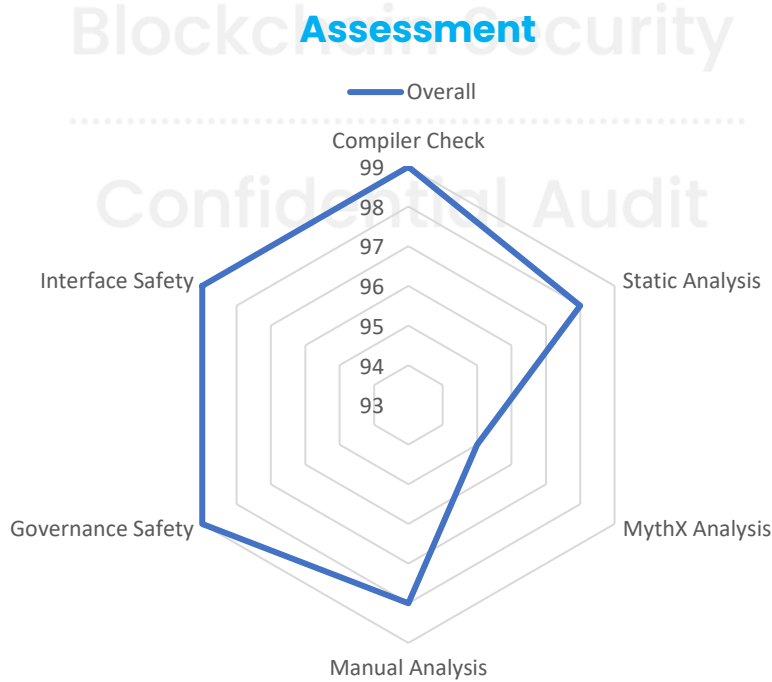 Blockchain Security
Assessment
Overall
Compiler Check
99
Confidential Audit
98
97
Interface Safety
Static Analysis
96
95
94
93
Governance Safety
MythX Analysis
Manual Analysis